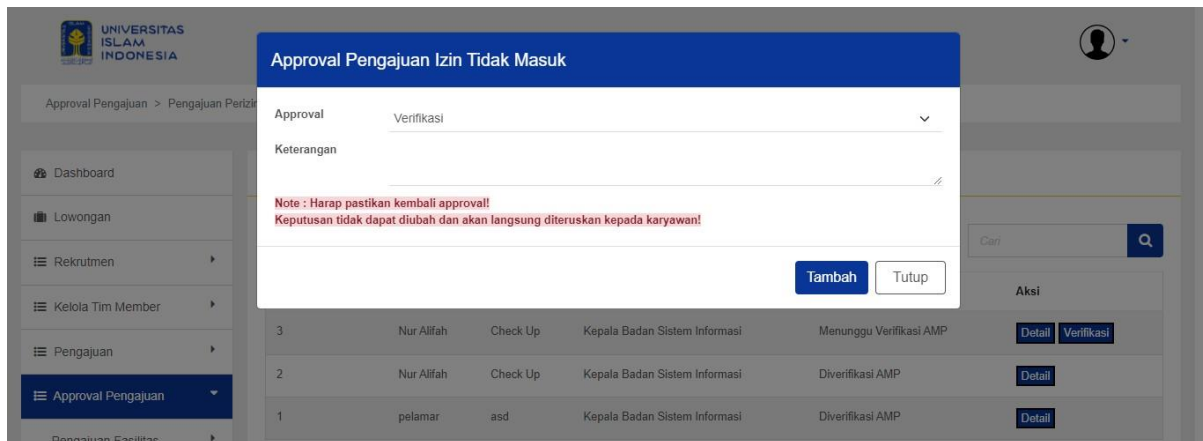 UNIVERSITAS
ISLAM
INDONESIA
Approval Pengajuan Izin Tidak Masuk
Approval Pengajuan > Pengajuan
Approval Verifikasi
Keterangan
Note : Harap pastikan kembali approval!
Keputusan tidak dapat diubah dan akan langsung diteruskan kepada karyawan!
Tambah Tutup
Dashboard
Lowongan
Rekrutmen
Kelola Tim Member
Pengajuan
Approval Pengajuan
Pengajuan Fasilitas
Cari
Aksi
3 Nur Alifah Check Up Kepala Badan Sistem Informasi Menunggu Verifikasi AMP Detail Verifikasi
2 Nur Alifah Check Up Kepala Badan Sistem Informasi Diverifikasi AMP Detail
1 pelamar asd Kepala Badan Sistem Informasi Diverifikasi AMP Detail